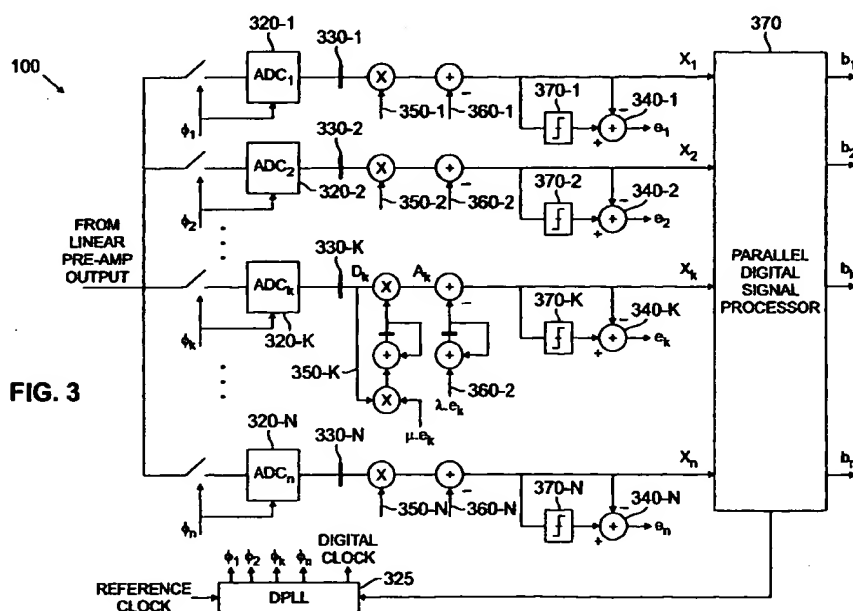 320-1
330-1
370
100
ADC1
X1
b1
370-1
340-1
350-1
360-1
e1
ϕ1
330-2
X2
b2
ADC2
320-2
370-2
340-2
350-2
360-2
e2
ϕ2
FROM
LINEAR
PRE-AMP
OUTPUT
330-K
Dk
Ak
Xk
ADCk
320-K
370-K
340-K
ek
ϕk
350-K
360-2
λ.ek
μ.ek
PARALLEL
DIGITAL
SIGNAL
PROCESSOR
FIG. 3
320-N
330-N
ADCn
Xn
bn
370-N
340-N
350-N
360-N
en
ϕn
ϕ1 ϕ2 ϕk ϕn
DIGITAL
CLOCK
325
REFERENCE
CLOCK
DPLL